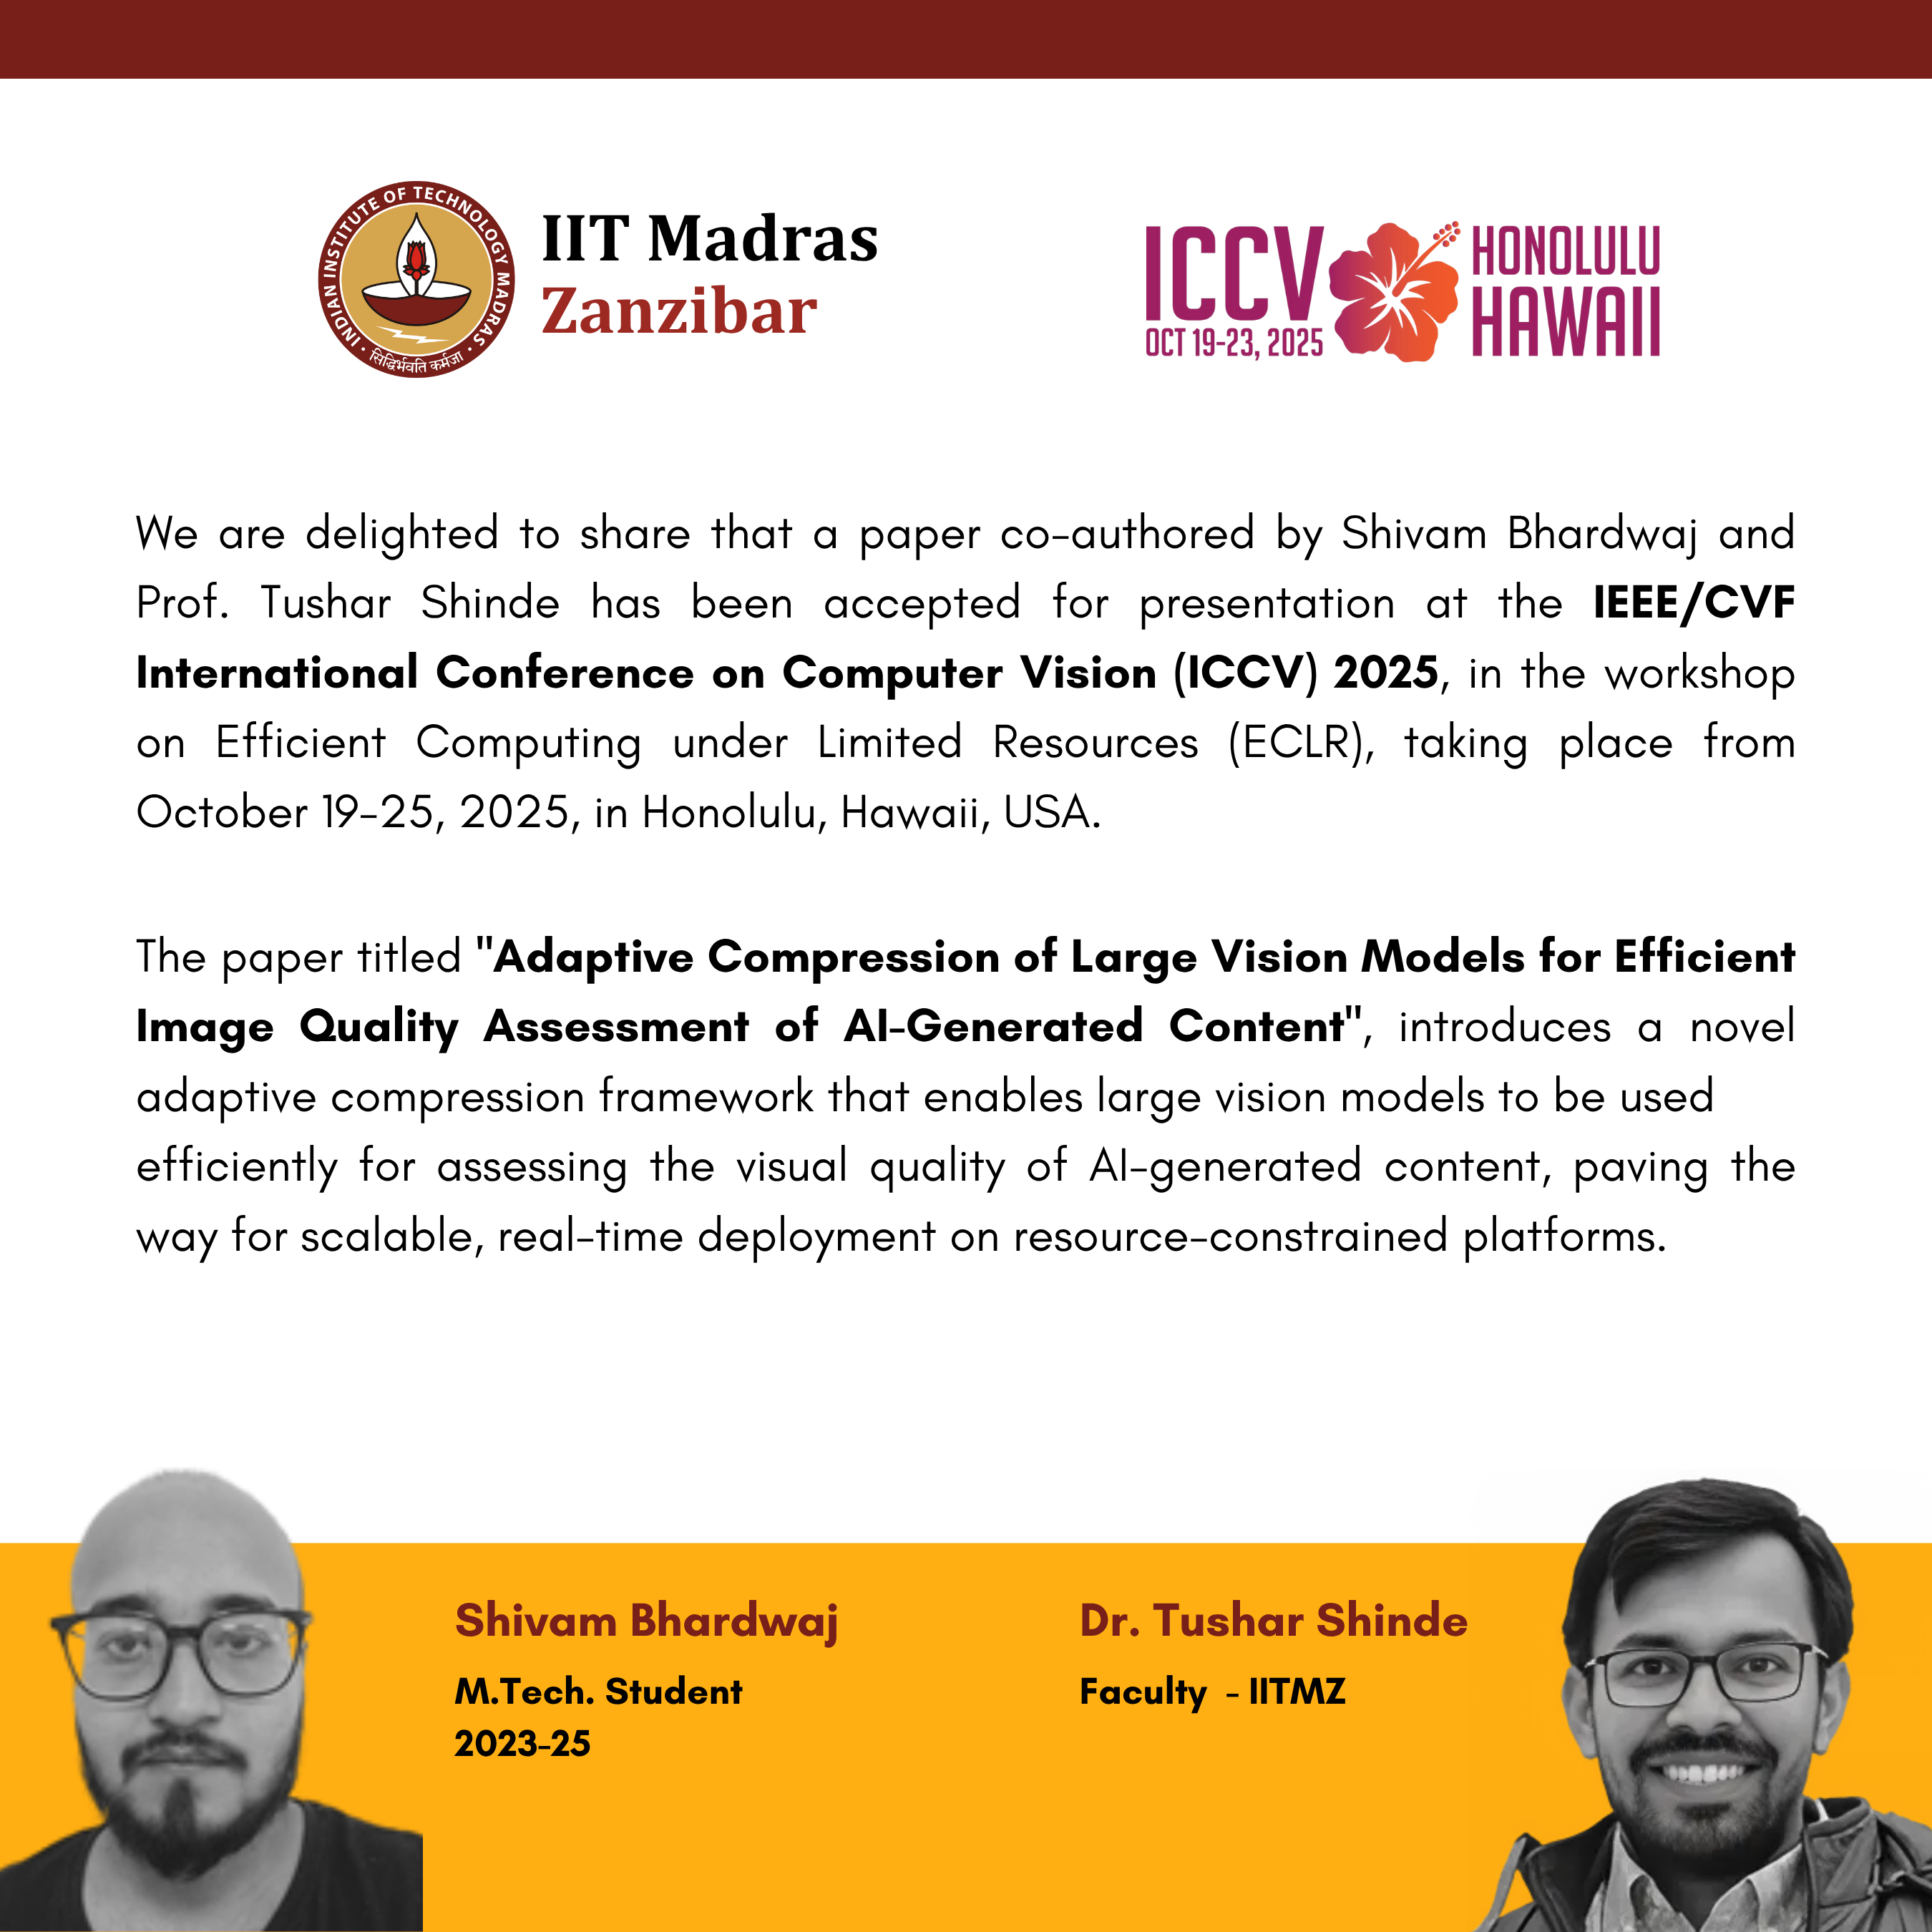 INDIAN INSTITUTE OF TECHNOLOGY MADRAS
सिद्धिर्भवति कर्मजा
IIT Madras
Zanzibar
ICCV
OCT 19-23, 2025
HONOLULU
HAWAII
We are delighted to share that a paper co-authored by Shivam Bhardwaj and
Prof. Tushar Shinde has been accepted for presentation at the IEEE/CVF
International Conference on Computer Vision (ICCV) 2025, in the workshop
on Efficient Computing under Limited Resources (ECLR), taking place from
October 19-25, 2025, in Honolulu, Hawaii, USA.
The paper titled "Adaptive Compression of Large Vision Models for Efficient
Image Quality Assessment of AI-Generated Content", introduces a novel
adaptive compression framework that enables large vision models to be used
efficiently for assessing the visual quality of AI-generated content, paving the
way for scalable, real-time deployment on resource-constrained platforms.
Shivam Bhardwaj
M.Tech. Student
2023-25
Dr. Tushar Shinde
Faculty - IITMZ